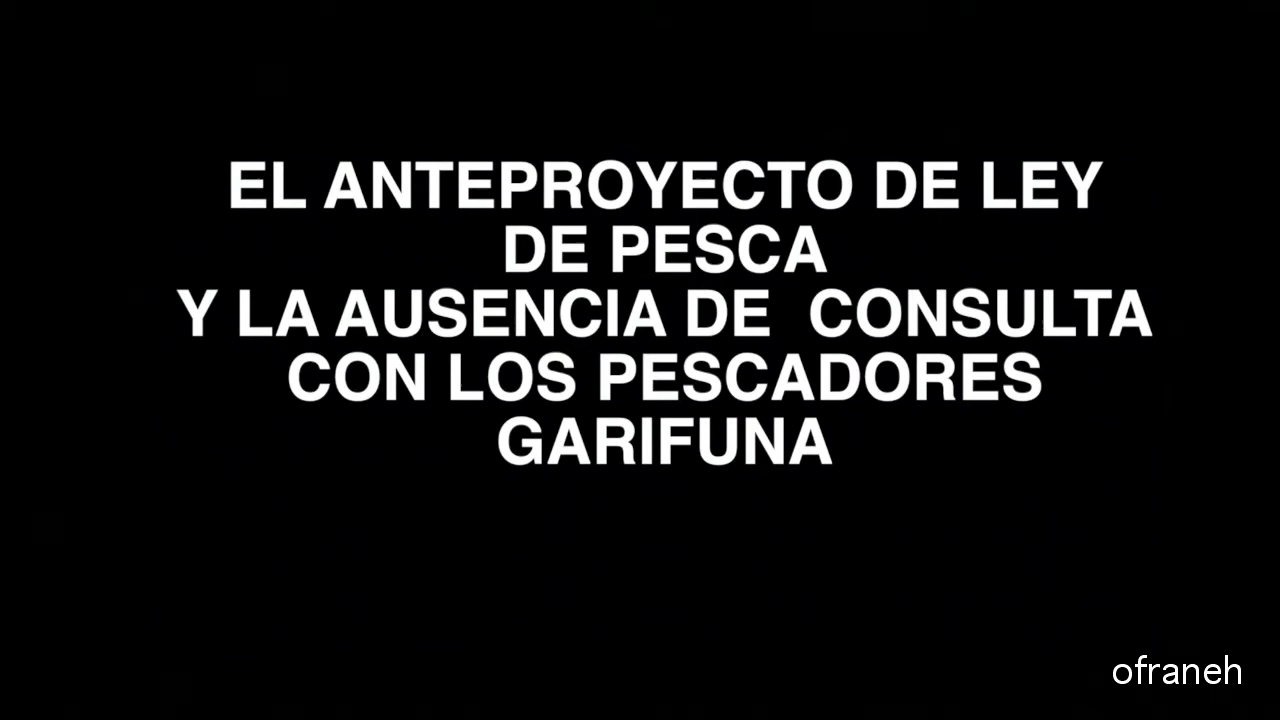 EL ANTEPROYECTO DE LEY
DE PESCA
Y LA AUSENCIA DE  CONSULTA
CON LOS PESCADORES
GARIFUNA
ofraneh